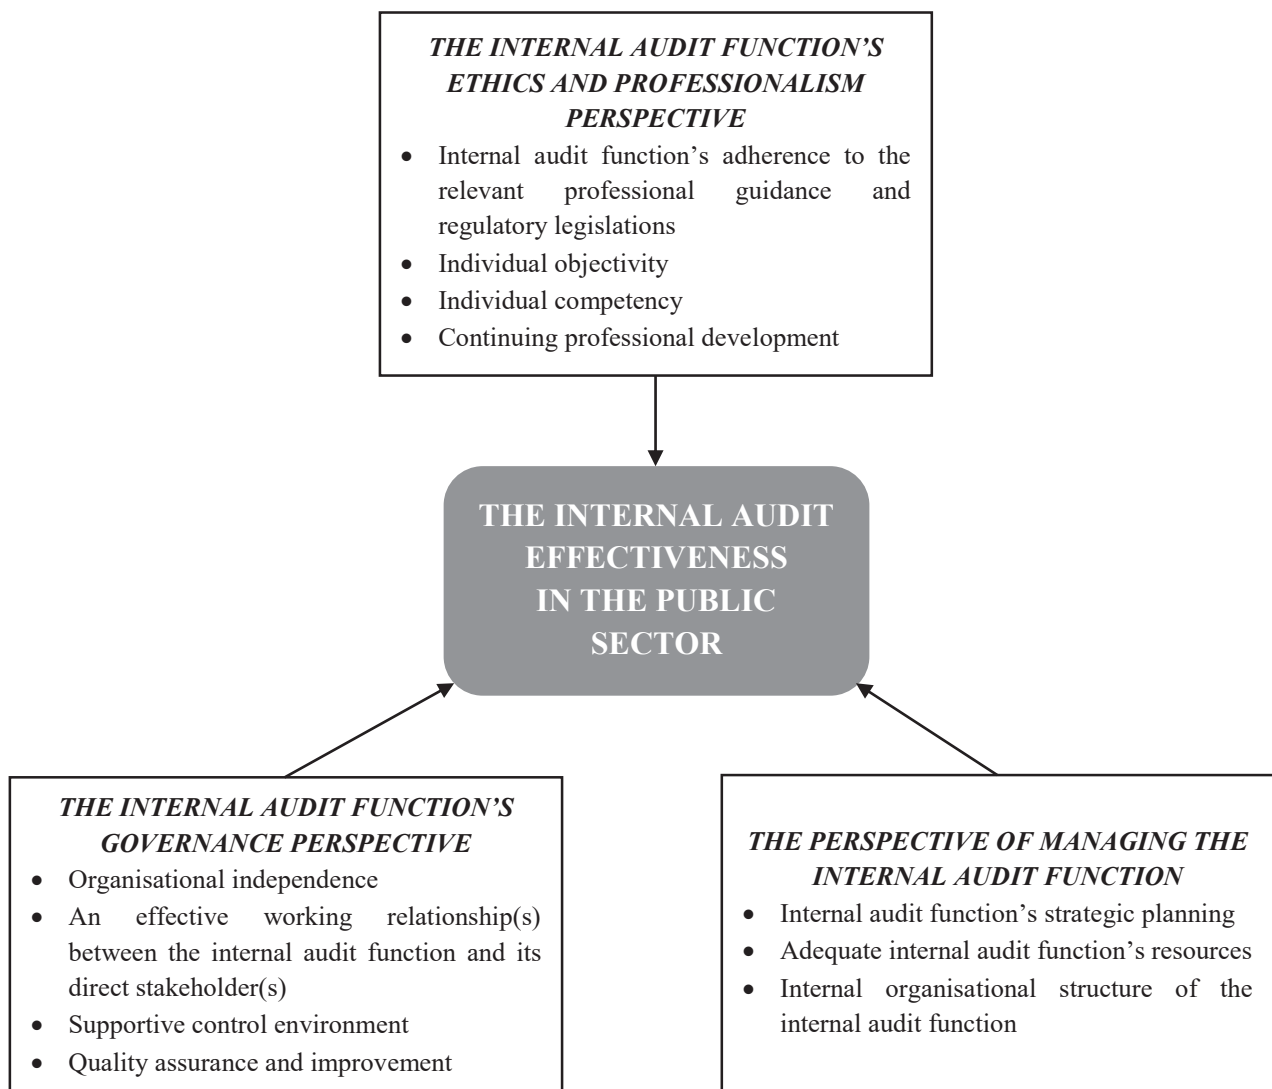 THE INTERNAL AUDIT FUNCTION’S
ETHICS AND PROFESSIONALISM
PERSPECTIVE
• Internal audit function’s adherence to the
relevant professional guidance and
regulatory legislations
• Individual objectivity
• Individual competency
• Continuing professional development
THE INTERNAL AUDIT
EFFECTIVENESS
IN THE PUBLIC
SECTOR
THE INTERNAL AUDIT FUNCTION’S
GOVERNANCE PERSPECTIVE
• Organisational independence
• An effective working relationship(s)
between the internal audit function and its
direct stakeholder(s)
• Supportive control environment
• Quality assurance and improvement
THE PERSPECTIVE OF MANAGING THE
INTERNAL AUDIT FUNCTION
• Internal audit function’s strategic planning
• Adequate internal audit function’s resources
• Internal organisational structure of the
internal audit function